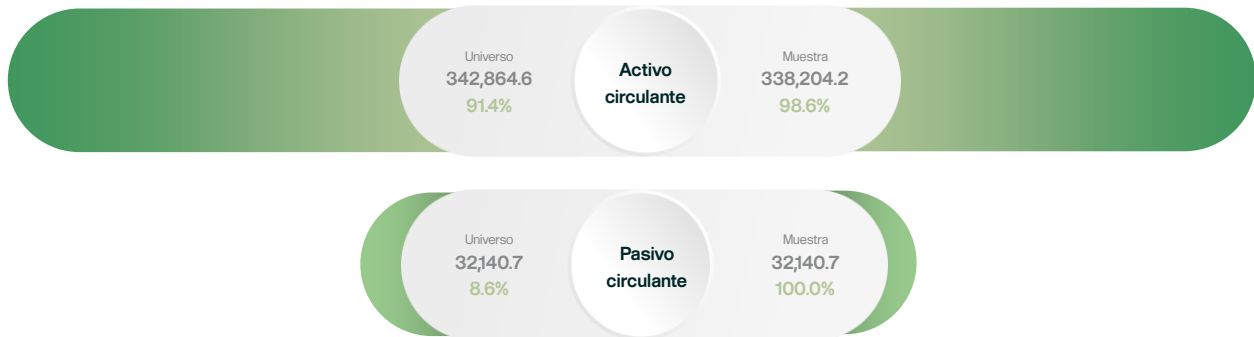 Universo
342,864.6
91.4%
Activo
circulante
Muestra
338,204.2
98.6%
Universo
32,140.7
8.6%
Pasivo
circulante
Muestra
32,140.7
100.0%